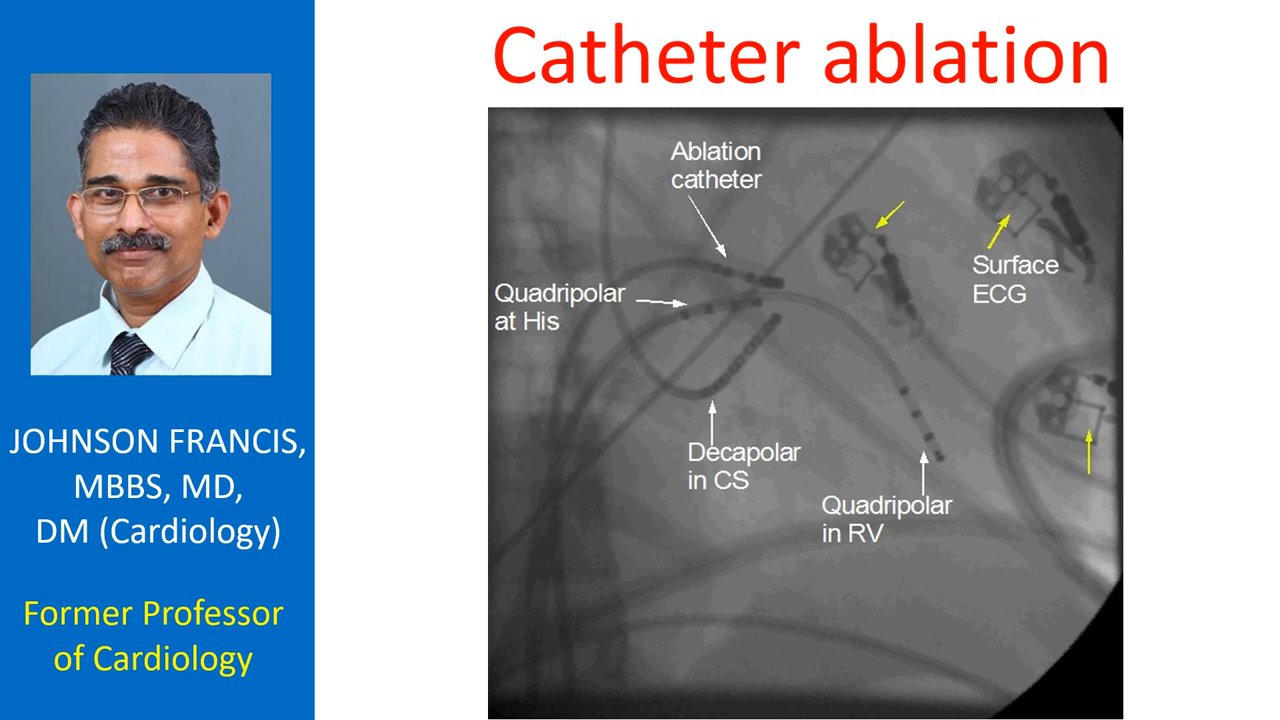 Catheter ablation
JOHNSON FRANCIS,
MBBS, MD,
DM (Cardiology)
Former Professor
of Cardiology
Ablation
catheter
Quadripolar
at His
Surface
ECG
Decapolar
in CS
Quadripolar
in RV